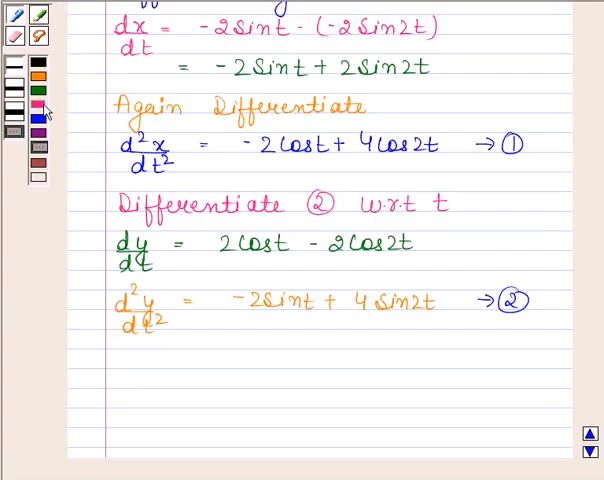 dx/dt = -2Sint - (-2Sin2t)
= -2Sint + 2Sin2t
Again Differentiate
d²x/dt² = -2Cost + 4Cos2t → ①
Differentiate ② w.r.t t
dy/dt = 2Cost - 2Cos2t
d²y/dt² = -2Sint + 4Sin2t → ②